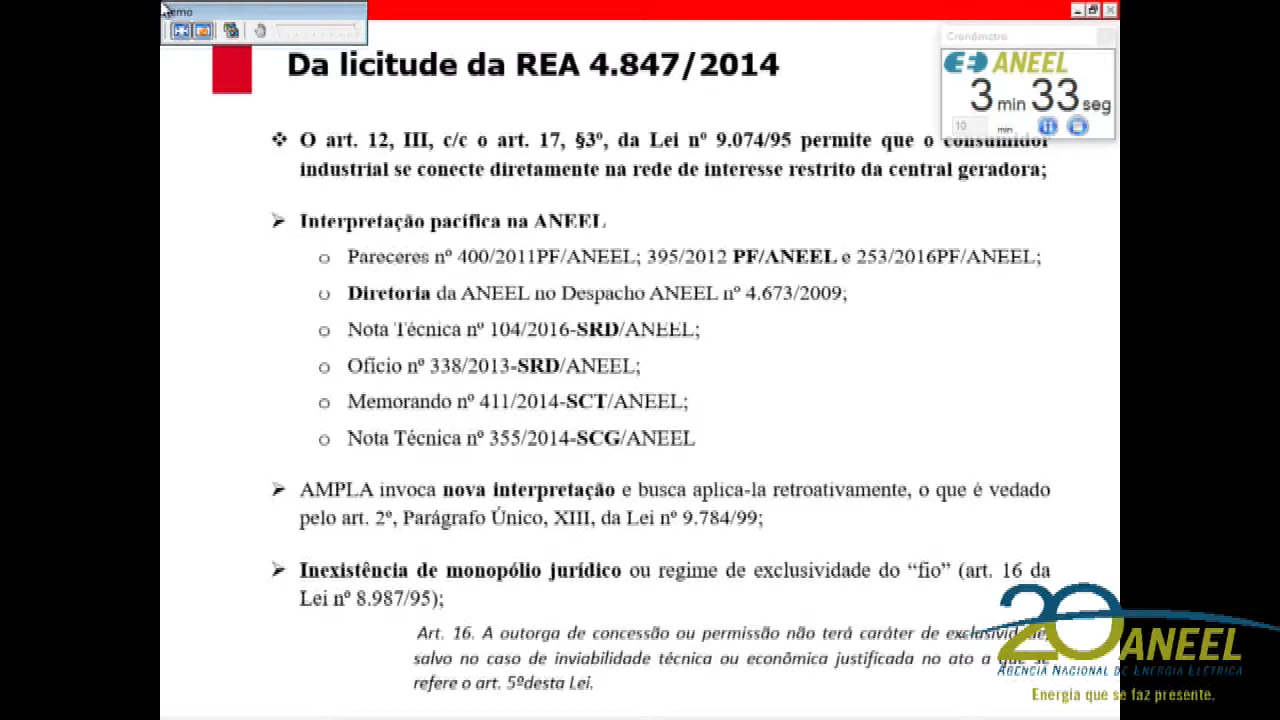 Cronômetro
ANEEL
3 min 33 seg
10 min
Da licitude da REA 4.847/2014
❖ O art. 12, III, c/c o art. 17, §3º, da Lei nº 9.074/95 permite que o consumidor
industrial se conecte diretamente na rede de interesse restrito da central geradora;
➢ Interpretação pacífica na ANEEL
o Pareceres nº 400/2011PF/ANEEL; 395/2012 PF/ANEEL e 253/2016PF/ANEEL;
o Diretoria da ANEEL no Despacho ANEEL nº 4.673/2009;
o Nota Técnica nº 104/2016-SRD/ANEEL;
o Ofício nº 338/2013-SRD/ANEEL;
o Memorando nº 411/2014-SCT/ANEEL;
o Nota Técnica nº 355/2014-SCG/ANEEL
➢ AMPLA invoca nova interpretação e busca aplica-la retroativamente, o que é vedado
pelo art. 2º, Parágrafo Único, XIII, da Lei nº 9.784/99;
➢ Inexistência de monopólio jurídico ou regime de exclusividade do “fio” (art. 16 da
Lei nº 8.987/95);
Art. 16. A outorga de concessão ou permissão não terá caráter de exclusividade,
salvo no caso de inviabilidade técnica ou econômica justificada no ato a que se
refere o art. 5ºdesta Lei.
20 ANEEL
AGÊNCIA NACIONAL DE ENERGIA ELÉTRICA
Energia que se faz presente.